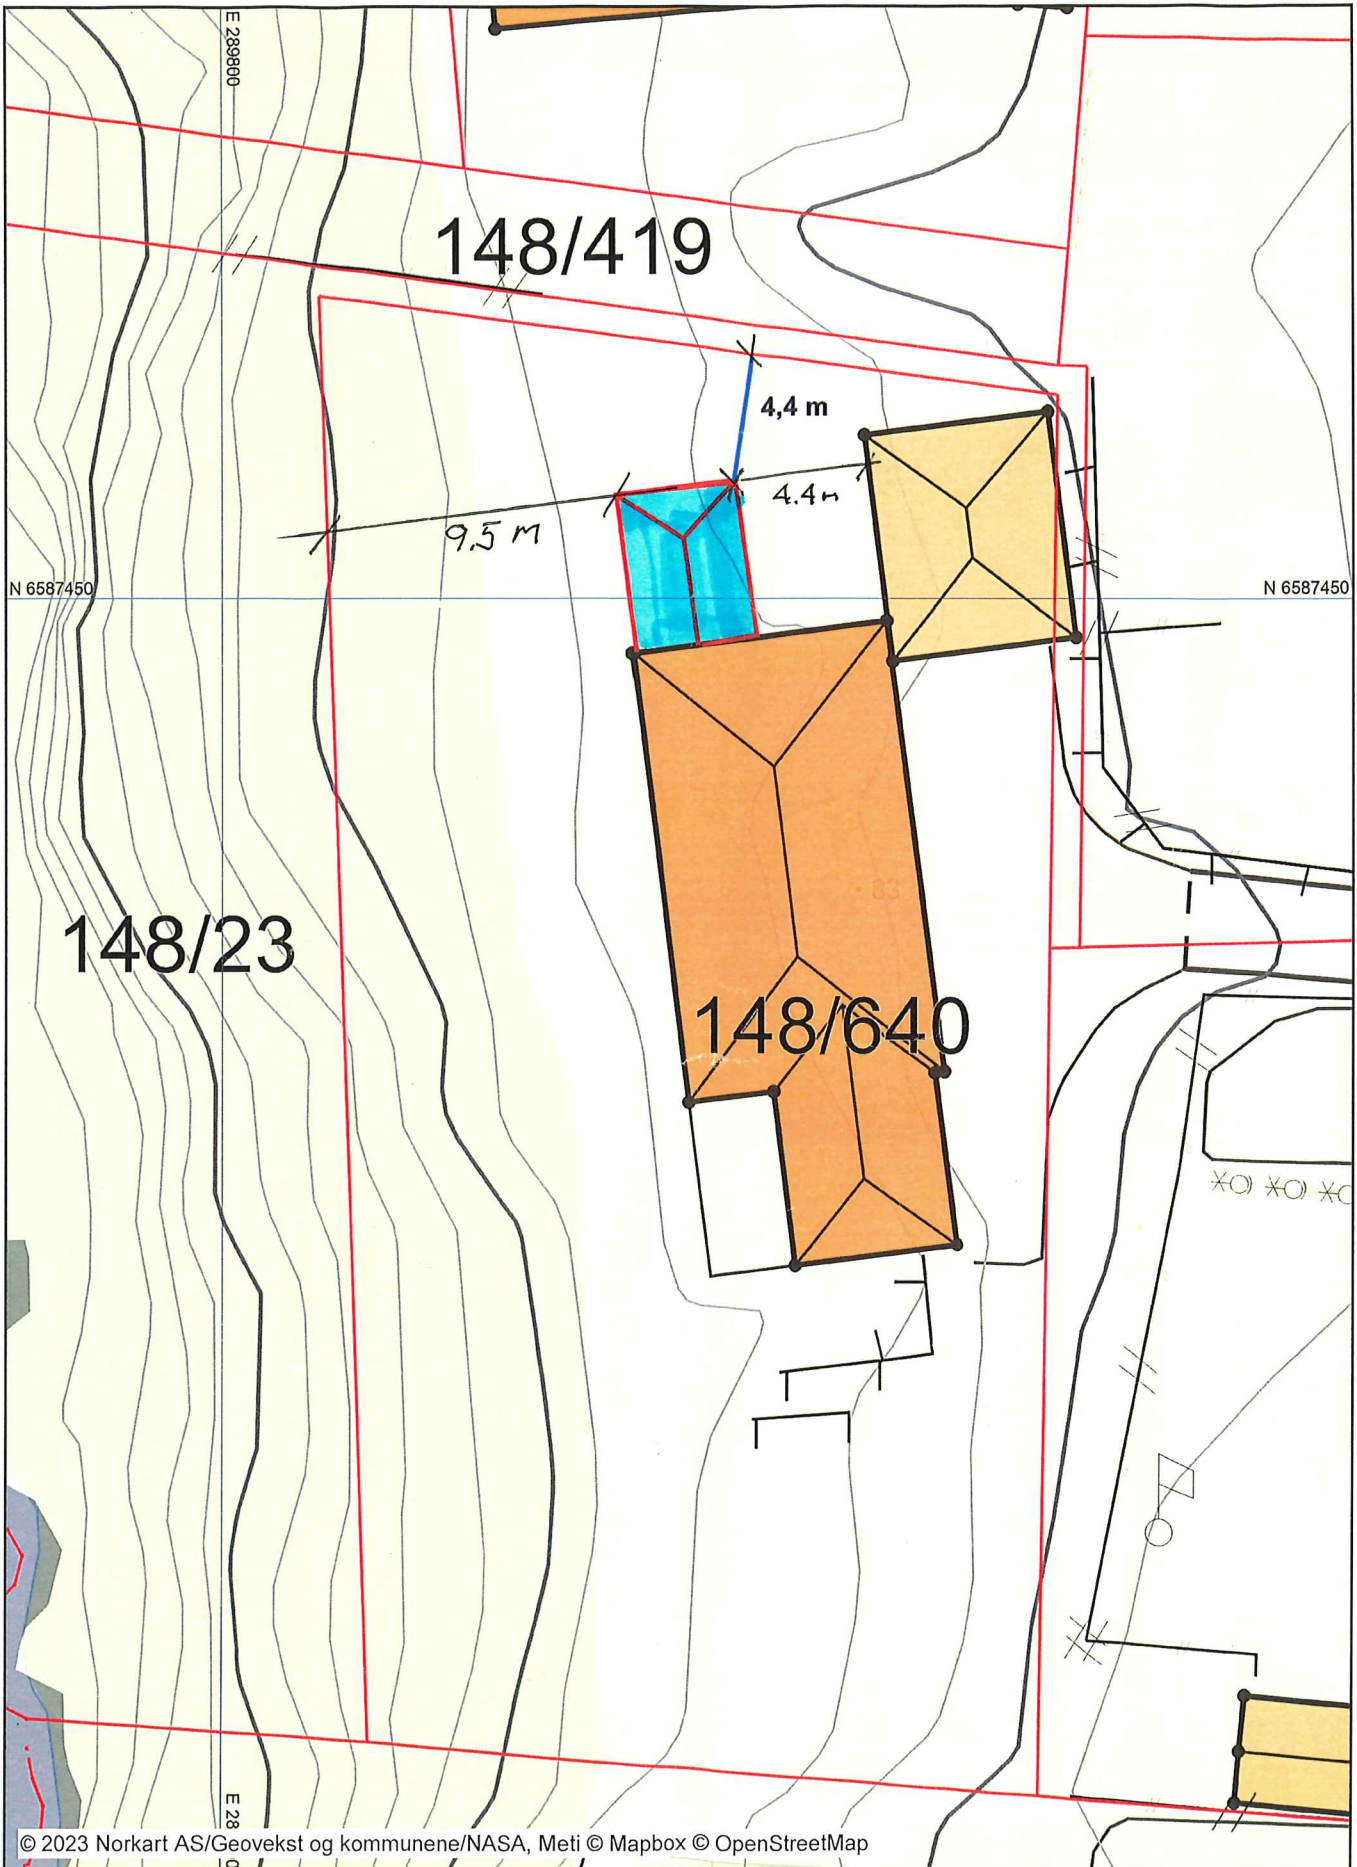 E 289800
148/419
4,4 m
4.4m
9.5 m
N 6587450
N 6587450
83
148/23
148/640
E 28
© 2023 Norkart AS/Geovekst og kommunene/NASA, Meti © Mapbox © OpenStreetMap